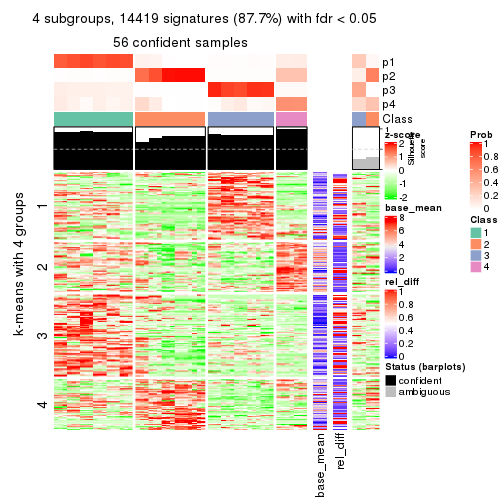 4 subgroups, 14419 signatures (87.7%) with fdr < 0.05
56 confident samples
p1
p2
p3
p4
Class
Silhouette
score
k-means with 4 groups
1
2
3
4
base_mean
rel_diff
z-score
2
1
0
-1
-2
base_mean
8
6
4
2
0
rel_diff
1
0.8
0.6
0.4
0.2
0
Status (barplots)
confident
ambiguous
Prob
1
0.8
0.6
0.4
0.2
0
Class
1
2
3
4